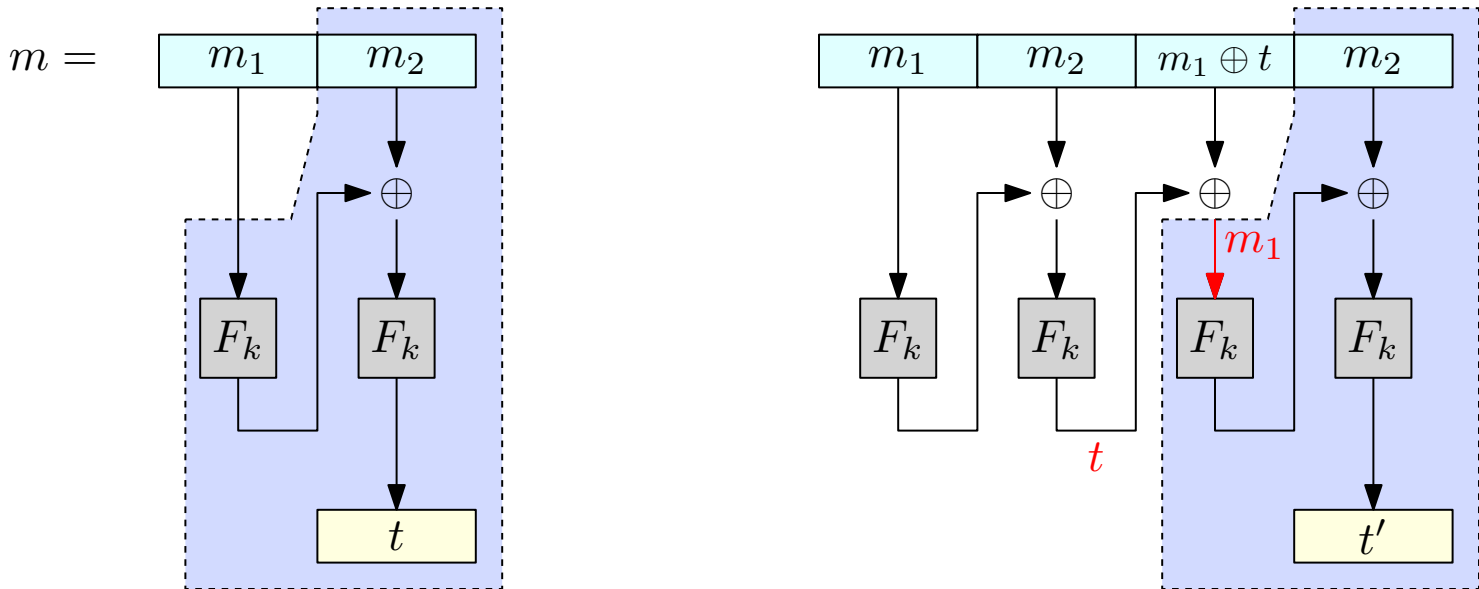 m = m₁ m₂ m₁ m₂ m₁ ⊕ t m₂
m₁
Fₖ Fₖ Fₖ Fₖ Fₖ Fₖ
t
t t′